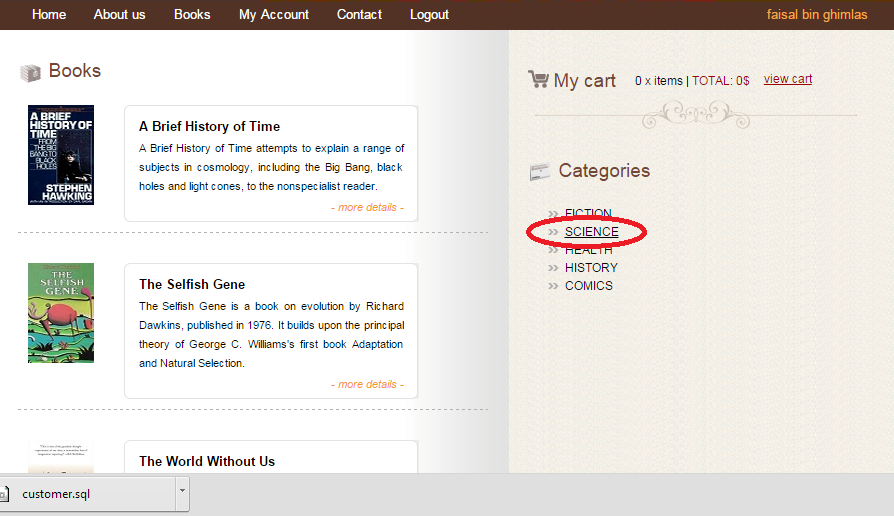 Home About us Books My Account Contact Logout faisal bin ghimlas
Books
A BRIEF
HISTORY OF
TIME
FROM THE BIG
BANG TO
BLACK
HOLES
STEPHEN
HAWKING
A Brief History of Time
A Brief History of Time attempts to explain a range of
subjects in cosmology, including the Big Bang, black
holes and light cones, to the nonspecialist reader.
- more details -
THE
SELFISH
GENE
The Selfish Gene
The Selfish Gene is a book on evolution by Richard
Dawkins, published in 1976. It builds upon the principal
theory of George C. Williams's first book Adaptation
and Natural Selection.
- more details -
The World Without Us
My cart 0 x items | TOTAL: 0$ view cart
Categories
FICTION
SCIENCE
HEALTH
HISTORY
COMICS
customer.sql